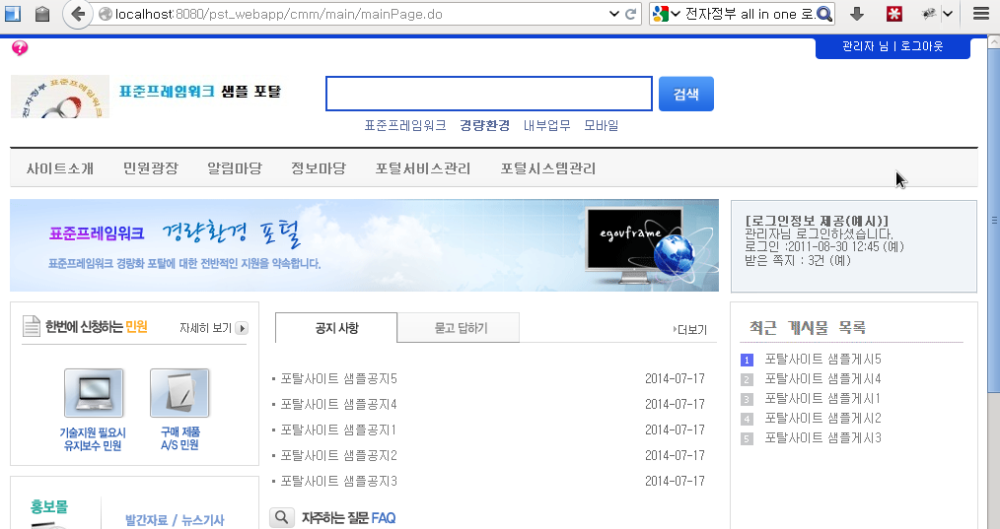 localhost:8080/pst_webapp/cmm/main/mainPage.do
전자정부 all in one 로
관리자 님 | 로그아웃
전자정부 표준프레임워크
표준프레임워크 샘플 포탈
검색
표준프레임워크 경량환경 내부업무 모바일
사이트소개 민원광장 알림마당 정보마당 포털서비스관리 포털시스템관리
표준프레임워크 경량환경 포털
표준프레임워크 경량화 포탈에 대한 전반적인 지원을 약속합니다.
egovframe
[로그인정보 제공(예시)]
관리자님 로그인하셨습니다.
로그인 :2011-08-30 12:45 (예)
받은 쪽지 : 3건 (예)
한번에 신청하는 민원 자세히 보기
기술지원 필요시
유지보수 민원
구매 제품
A/S 민원
홍보몰
발간자료 / 뉴스기사
공지 사항 묻고 답하기 더보기
포탈사이트 샘플공지5 2014-07-17
포탈사이트 샘플공지4 2014-07-17
포탈사이트 샘플공지1 2014-07-17
포탈사이트 샘플공지2 2014-07-17
포탈사이트 샘플공지3 2014-07-17
자주하는 질문 FAQ
최근 게시물 목록
1 포탈사이트 샘플게시5
2 포탈사이트 샘플게시4
3 포탈사이트 샘플게시1
4 포탈사이트 샘플게시2
5 포탈사이트 샘플게시3